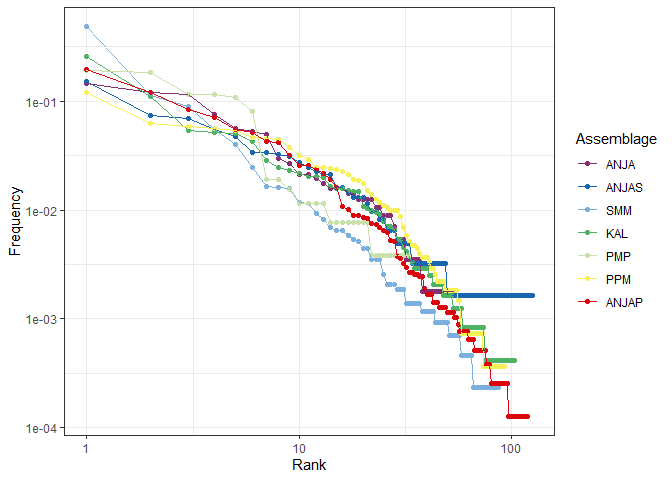 1e-01
1e-02
1e-03
1e-04
Frequency
1
10
100
Rank
Assemblage
ANJA
ANJAS
SMM
KAL
PMP
PPM
ANJAP